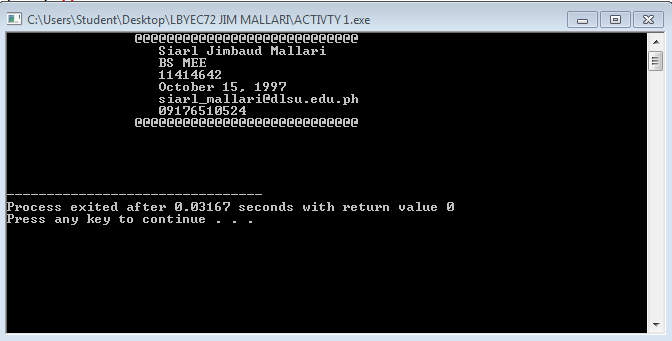 C:\Users\Student\Desktop\LBYEC72 JIM MALLARI\ACTIVTY 1.exe
@@@@@@@@@@@@@@@@@@@@@@@@@@@@
Siarl Jimbaud Mallari
BS MEE
11414642
October 15, 1997
siarl_mallari@dlsu.edu.ph
09176510524
@@@@@@@@@@@@@@@@@@@@@@@@@@@@
--------------------------------
Process exited after 0.03167 seconds with return value 0
Press any key to continue . . .